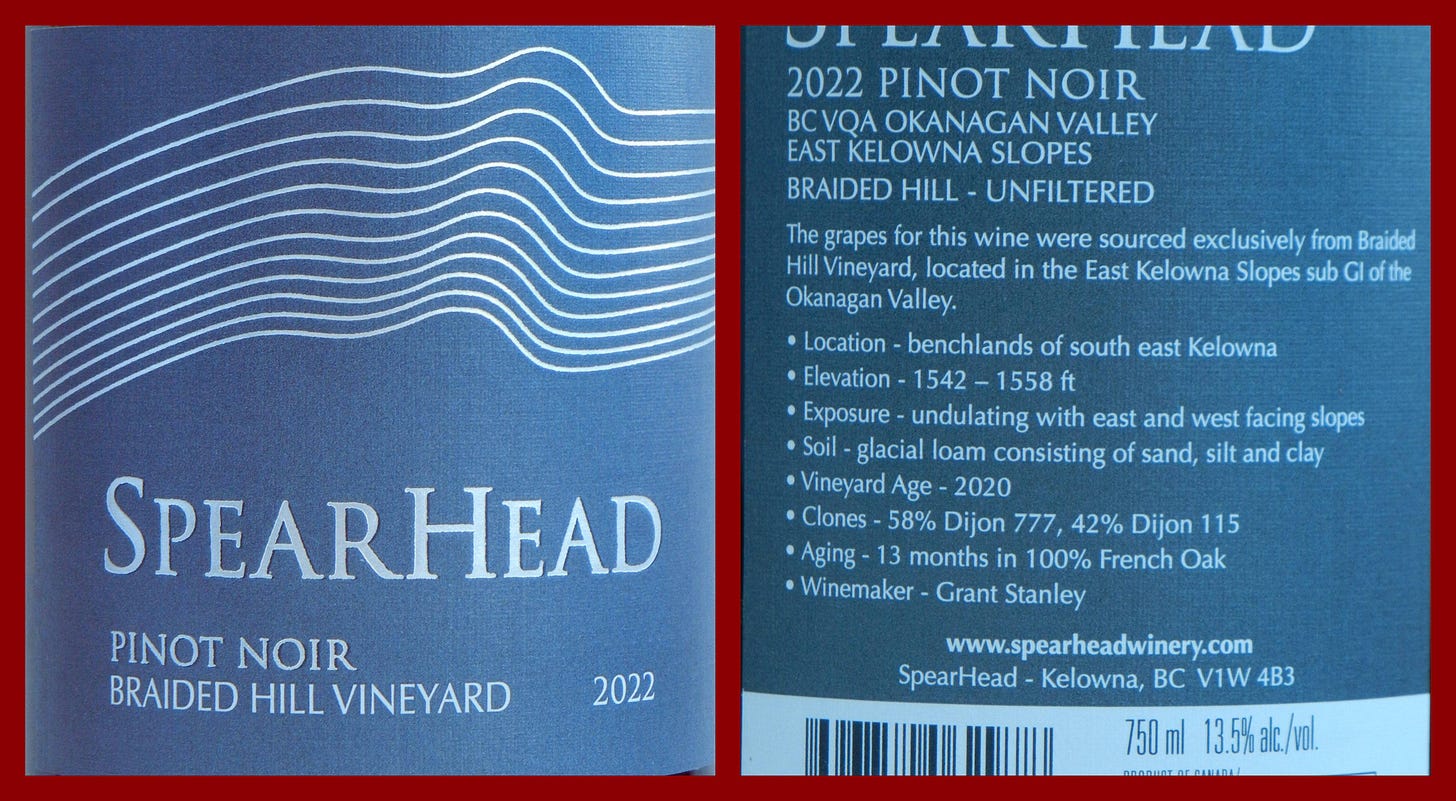 SPEARHEAD
PINOT NOIR
BRAIDED HILL VINEYARD 2022
SPEARHEAD
2022 PINOT NOIR
BC VQA OKANAGAN VALLEY
EAST KELOWNA SLOPES
BRAIDED HILL - UNFILTERED
The grapes for this wine were sourced exclusively from Braided
Hill Vineyard, located in the East Kelowna Slopes sub GI of the
Okanagan Valley.
• Location - benchlands of south east Kelowna
• Elevation - 1542 – 1558 ft
• Exposure - undulating with east and west facing slopes
• Soil - glacial loam consisting of sand, silt and clay
• Vineyard Age - 2020
• Clones - 58% Dijon 777, 42% Dijon 115
• Aging - 13 months in 100% French Oak
• Winemaker - Grant Stanley
www.spearheadwinery.com
SpearHead - Kelowna, BC V1W 4B3
750 ml 13.5% alc./vol.
PRODUCT OF CANADA/